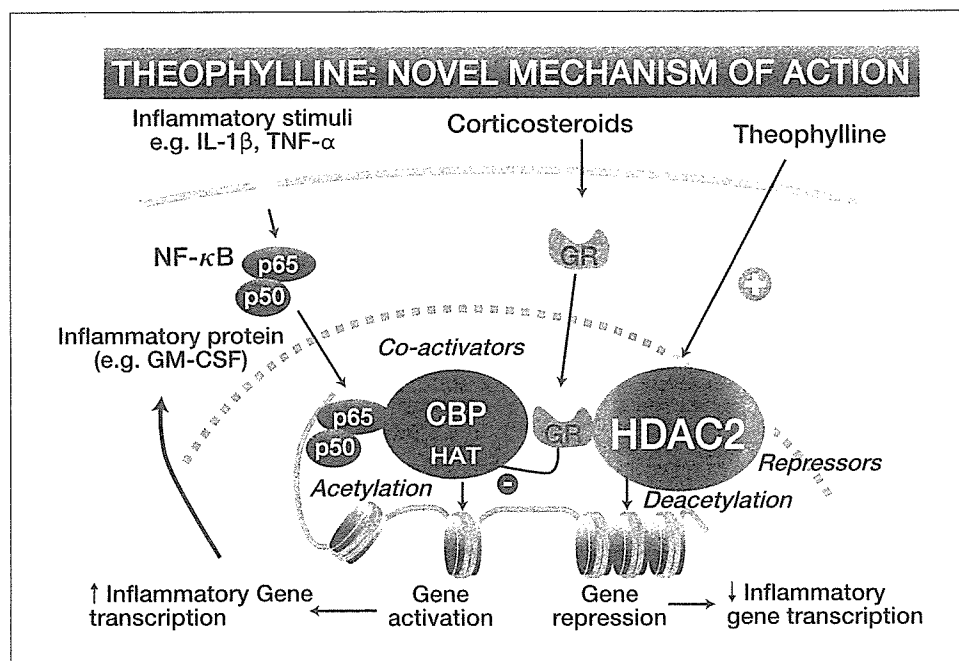 THEOPHYLLINE: NOVEL MECHANISM OF ACTION
Inflammatory stimuli
e.g. IL-1β, TNF-α
Corticosteroids
Theophylline
NF-κB
p65
p50
GR
+
Inflammatory protein
(e.g. GM-CSF)
Co-activators
p65
p50
CBP
HAT
GR
HDAC2
Repressors
Acetylation
-
Deacetylation
↑ Inflammatory Gene
transcription
Gene
activation
Gene
repression
↓ Inflammatory
gene transcription